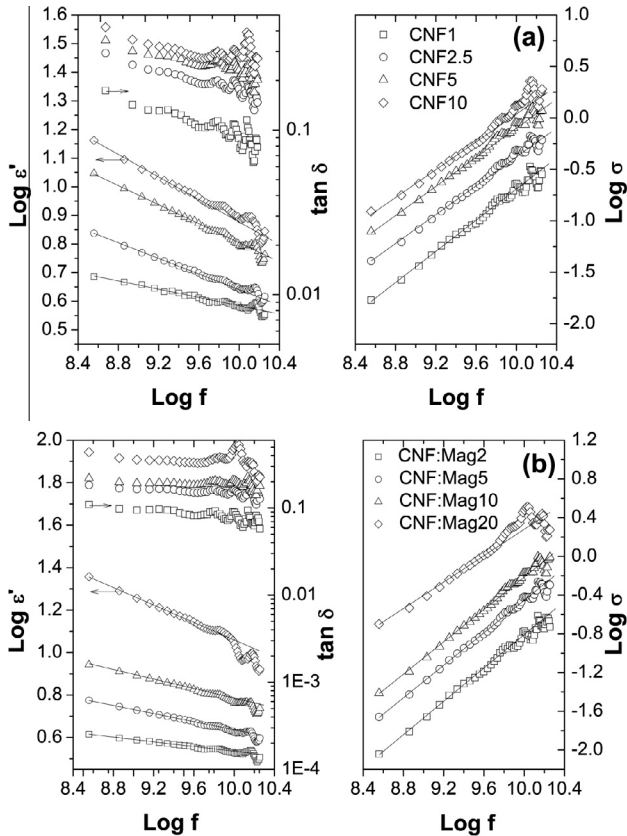 1.6
1.5
1.4
1.3
1.2
1.1
1.0
0.9
0.8
0.7
0.6
0.5
Log ε'
0.1
0.01
tan δ
8.4 8.8 9.2 9.6 10.0 10.4
Log f
(a)
CNF1
CNF2.5
CNF5
CNF10
1.0
0.5
0.0
-0.5
-1.0
-1.5
-2.0
Log σ
8.4 8.8 9.2 9.6 10.0 10.4
Log f
2.0
1.8
1.6
1.4
1.2
1.0
0.8
0.6
Log ε'
0.1
0.01
1E-3
1E-4
tan δ
8.4 8.8 9.2 9.6 10.0 10.4
Log f
(b)
CNF:Mag2
CNF:Mag5
CNF:Mag10
CNF:Mag20
1.2
0.8
0.4
0.0
-0.4
-0.8
-1.2
-1.6
-2.0
Log σ
8.4 8.8 9.2 9.6 10.0 10.4
Log f